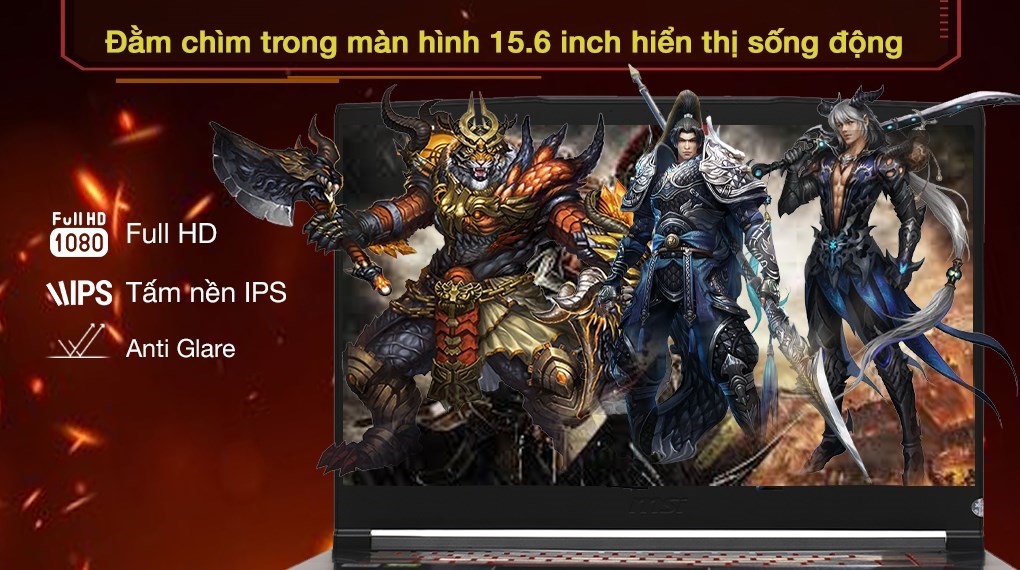 Đằm chìm trong màn hình 15.6 inch hiển thị sống động
Full HD
1080
Full HD
IPS
Tấm nền IPS
Anti Glare
msi